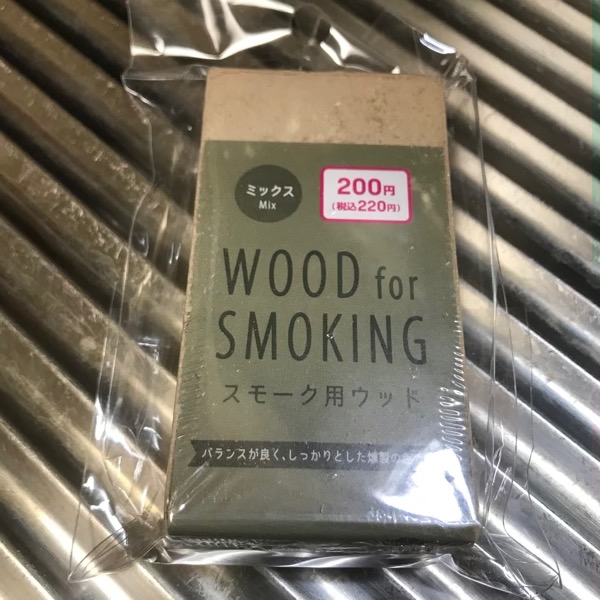 ミックス
Mix
200円
(税込220円)
WOOD for
SMOKING
スモーク用ウッド
バランスが良く、しっかりとした燻製の